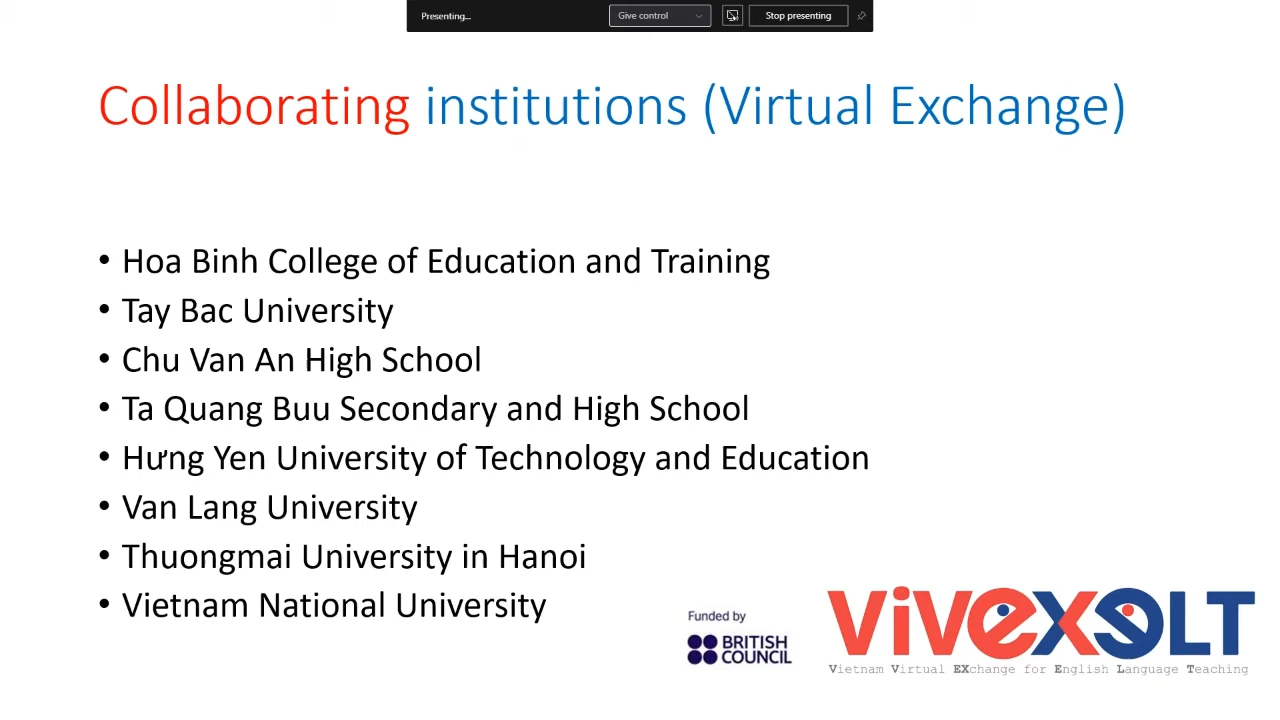 Presenting...
Give control
Stop presenting
Collaborating institutions (Virtual Exchange)
• Hoa Binh College of Education and Training
• Tay Bac University
• Chu Van An High School
• Ta Quang Buu Secondary and High School
• Hưng Yen University of Technology and Education
• Van Lang University
• Thuongmai University in Hanoi
• Vietnam National University
Funded by
BRITISH
COUNCIL
ViVEXELT
Vietnam Virtual EXchange for English Language Teaching